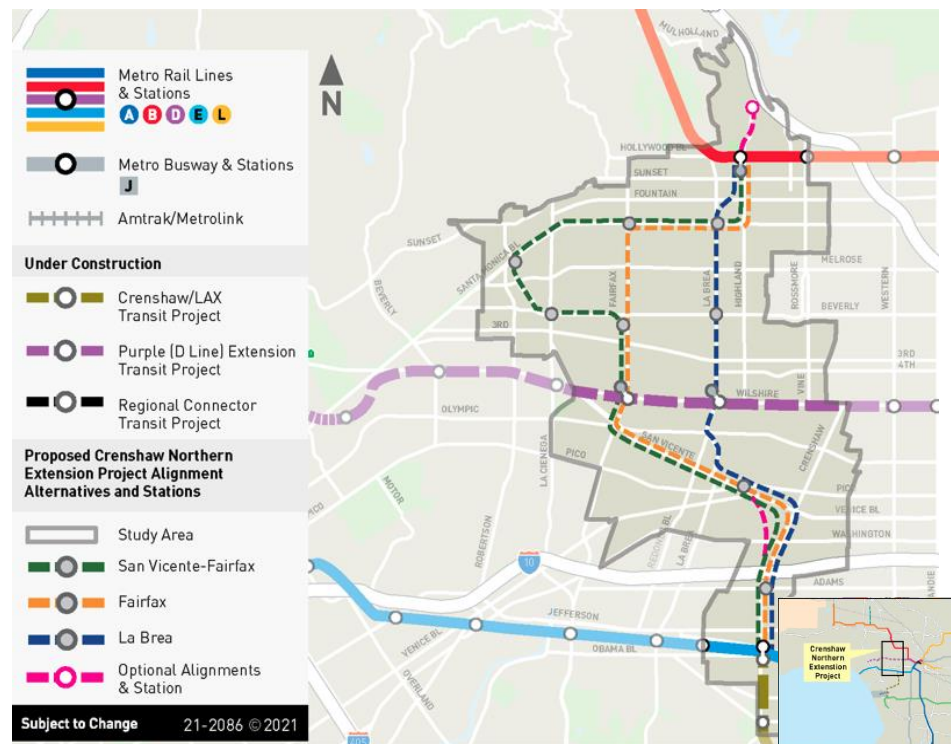 Metro Rail Lines
& Stations
A B D E L
Metro Busway & Stations
J
Amtrak/Metrolink
Under Construction
Crenshaw/LAX
Transit Project
Purple (D Line) Extension
Transit Project
Regional Connector
Transit Project
Proposed Crenshaw Northern
Extension Project Alignment
Alternatives and Stations
Study Area
San Vicente-Fairfax
Fairfax
La Brea
Optional Alignments
& Station
Subject to Change 21-2086 ©2021
N
MULHOLLAND
HOLLYWOOD BL
SUNSET
FOUNTAIN
SUNSET
SANTA MONICA BL
BEVERLY
FAIRFAX
LA BREA
HIGHLAND
ROSSMORE
MELROSE
WESTERN
BEVERLY
3RD
3RD
4TH
WILSHIRE
VINE
OLYMPIC
SAN VICENTE
CRENSHAW
PICO
PICO
LA CIENEGA
PICO
MOTOR
VENICE BL
WASHINGTON
ROBERTSON
LA BREA
10
ADAMS
JEFFERSON
VENICE BL
OBAMA BL
OVERLAND
405
Crenshaw
Northern
Extension
Project